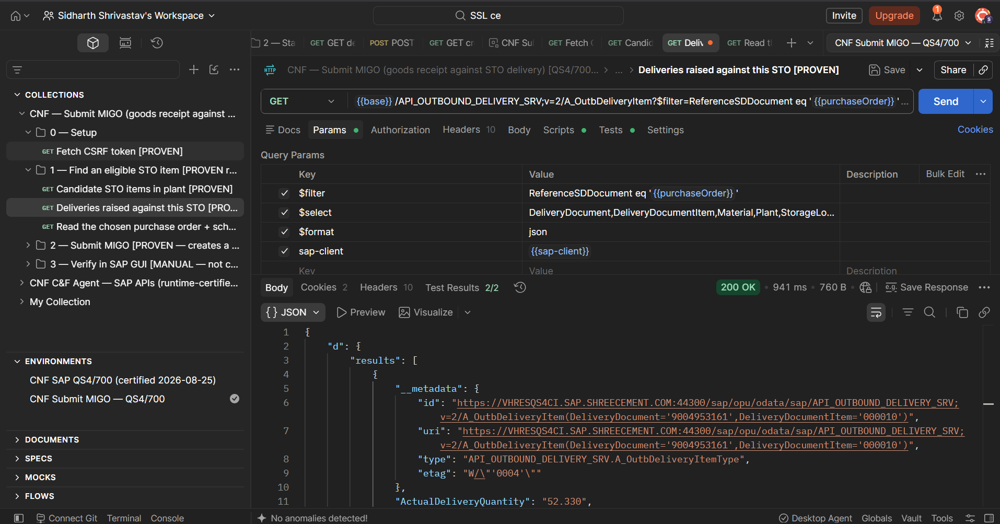 Sidharth Shrivastav's Workspace
SSL ce
Invite
Upgrade
1
S
2 — Sta
GET GET de
POST POST
GET GET cr
CNF Su
GET Fetch
GET Candid
GET Deliv
GET Read t
CNF Submit MIGO — QS4/700
HTTP
CNF — Submit MIGO (goods receipt against STO delivery) [QS4/700... > ... > Deliveries raised against this STO [PROVEN]
Save
Share
COLLECTIONS
CNF — Submit MIGO (goods receipt against ...
0 — Setup
GET Fetch CSRF token [PROVEN]
1 — Find an eligible STO item [PROVEN r...
GET Candidate STO items in plant [PROVEN]
GET Deliveries raised against this STO [PRO...
GET Read the chosen purchase order + sch...
2 — Submit MIGO [PROVEN — creates a ...
3 — Verify in SAP GUI [MANUAL — not c...
CNF C&F Agent — SAP APIs (runtime-certifie...
My Collection
ENVIRONMENTS
CNF SAP QS4/700 (certified 2026-08-25)
CNF Submit MIGO — QS4/700
DOCUMENTS
SPECS
MOCKS
FLOWS
GET
{{base}} /API_OUTBOUND_DELIVERY_SRV;v=2/A_OutbDeliveryItem?$filter=ReferenceSDDocument eq ' {{purchaseOrder}} ' ...
Send
Docs
Params
Authorization
Headers 10
Body
Scripts
Tests
Settings
Cookies
Query Params
Key Value Description Bulk Edit
$filter ReferenceSDDocument eq ' {{purchaseOrder}} '
$select DeliveryDocument,DeliveryDocumentItem,Material,Plant,StorageLo...
$format json
sap-client {{sap-client}}
Key Value Description
Body
Cookies 2
Headers 10
Test Results 2/2
200 OK • 941 ms • 760 B •
e.g. Save Response
{} JSON
Preview
Visualize
1 {
2 "d": {
3 "results": [
4 {
5 "__metadata": {
6 "id": "https://VHRESQS4CI.SAP.SHREECEMENT.COM:44300/sap/opu/odata/sap/API_OUTBOUND_DELIVERY_SRV;
v=2/A_OutbDeliveryItem(DeliveryDocument='9004953161',DeliveryDocumentItem='000010')",
7 "uri": "https://VHRESQS4CI.SAP.SHREECEMENT.COM:44300/sap/opu/odata/sap/API_OUTBOUND_DELIVERY_SRV;
v=2/A_OutbDeliveryItem(DeliveryDocument='9004953161',DeliveryDocumentItem='000010')",
8 "type": "API_OUTBOUND_DELIVERY_SRV.A_OutbDeliveryItemType",
9 "etag": "W/\"'0004'\""
10 },
11 "ActualDeliveryQuantity": "52.330",
Connect Git
Terminal
Console
No anomalies detected!
Desktop Agent
Globals
Vault
Tools